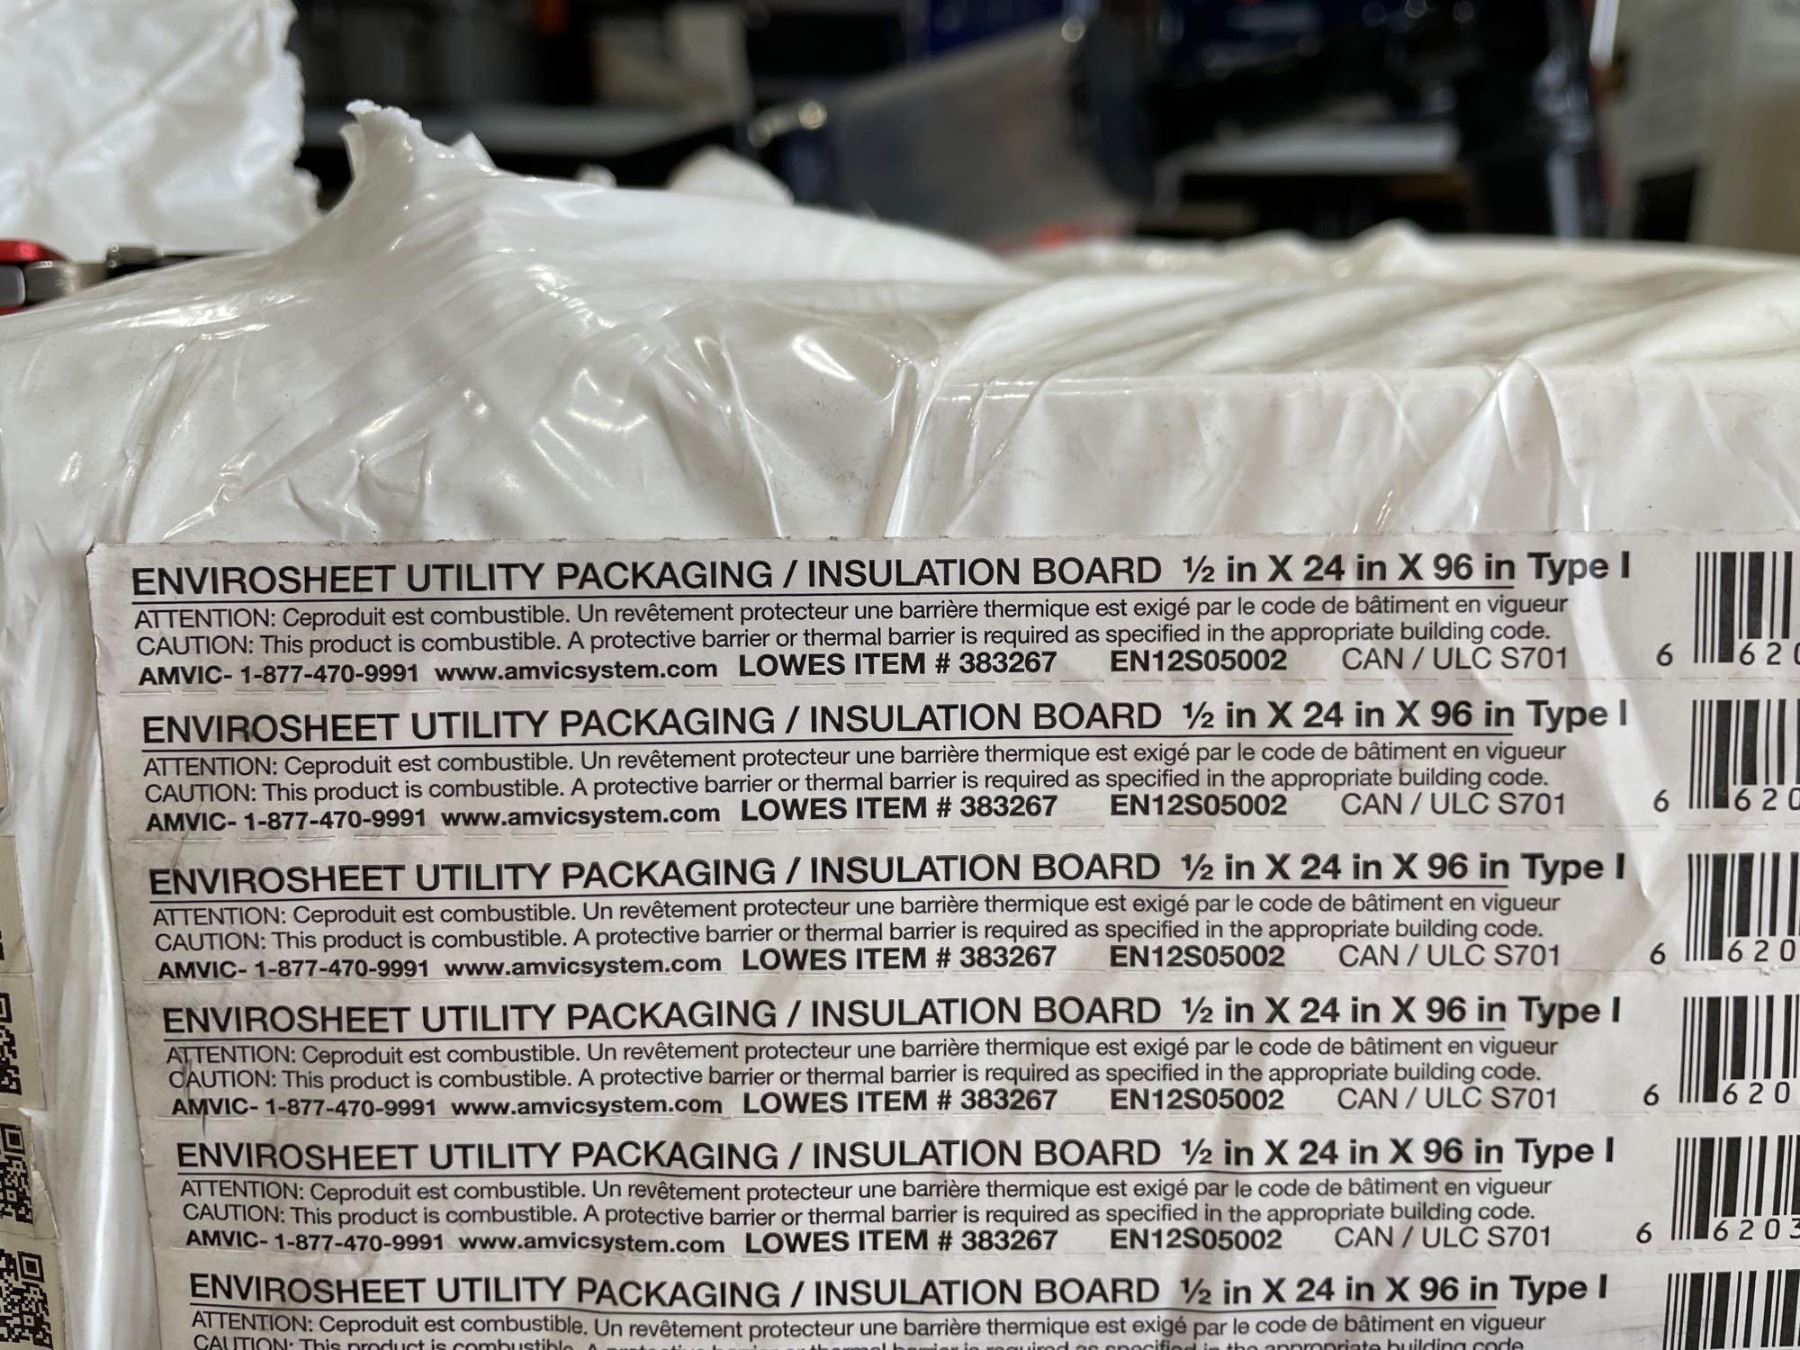 ENVIROSHEET UTILITY PACKAGING / INSULATION BOARD ½ in X 24 in X 96 in Type I
ATTENTION: Ceproduit est combustible. Un revêtement protecteur une barrière thermique est exigé par le code de bâtiment en vigueur
CAUTION: This product is combustible. A protective barrier or thermal barrier is required as specified in the appropriate building code.
AMVIC- 1-877-470-9991 www.amvicsystem.com LOWES ITEM # 383267 EN12S05002 CAN / ULC S701 6 620
ENVIROSHEET UTILITY PACKAGING / INSULATION BOARD ½ in X 24 in X 96 in Type I
ATTENTION: Ceproduit est combustible. Un revêtement protecteur une barrière thermique est exigé par le code de bâtiment en vigueur
CAUTION: This product is combustible. A protective barrier or thermal barrier is required as specified in the appropriate building code.
AMVIC- 1-877-470-9991 www.amvicsystem.com LOWES ITEM # 383267 EN12S05002 CAN / ULC S701 6 620
ENVIROSHEET UTILITY PACKAGING / INSULATION BOARD ½ in X 24 in X 96 in Type I
ATTENTION: Ceproduit est combustible. Un revêtement protecteur une barrière thermique est exigé par le code de bâtiment en vigueur
CAUTION: This product is combustible. A protective barrier or thermal barrier is required as specified in the appropriate building code.
AMVIC- 1-877-470-9991 www.amvicsystem.com LOWES ITEM # 383267 EN12S05002 CAN / ULC S701 6 620
ENVIROSHEET UTILITY PACKAGING / INSULATION BOARD ½ in X 24 in X 96 in Type I
ATTENTION: Ceproduit est combustible. Un revêtement protecteur une barrière thermique est exigé par le code de bâtiment en vigueur
CAUTION: This product is combustible. A protective barrier or thermal barrier is required as specified in the appropriate building code.
AMVIC- 1-877-470-9991 www.amvicsystem.com LOWES ITEM # 383267 EN12S05002 CAN / ULC S701 6 620
ENVIROSHEET UTILITY PACKAGING / INSULATION BOARD ½ in X 24 in X 96 in Type I
ATTENTION: Ceproduit est combustible. Un revêtement protecteur une barrière thermique est exigé par le code de bâtiment en vigueur
CAUTION: This product is combustible. A protective barrier or thermal barrier is required as specified in the appropriate building code.
AMVIC- 1-877-470-9991 www.amvicsystem.com LOWES ITEM # 383267 EN12S05002 CAN / ULC S701 6 6203
ENVIROSHEET UTILITY PACKAGING / INSULATION BOARD ½ in X 24 in X 96 in Type I
ATTENTION: Ceproduit est combustible. Un revêtement protecteur une barrière thermique est exigé par le code de bâtiment en vigueur
CAUTION: This product is combustible. A protective barrier or thermal barrier is required as specified in the appropriate building code.